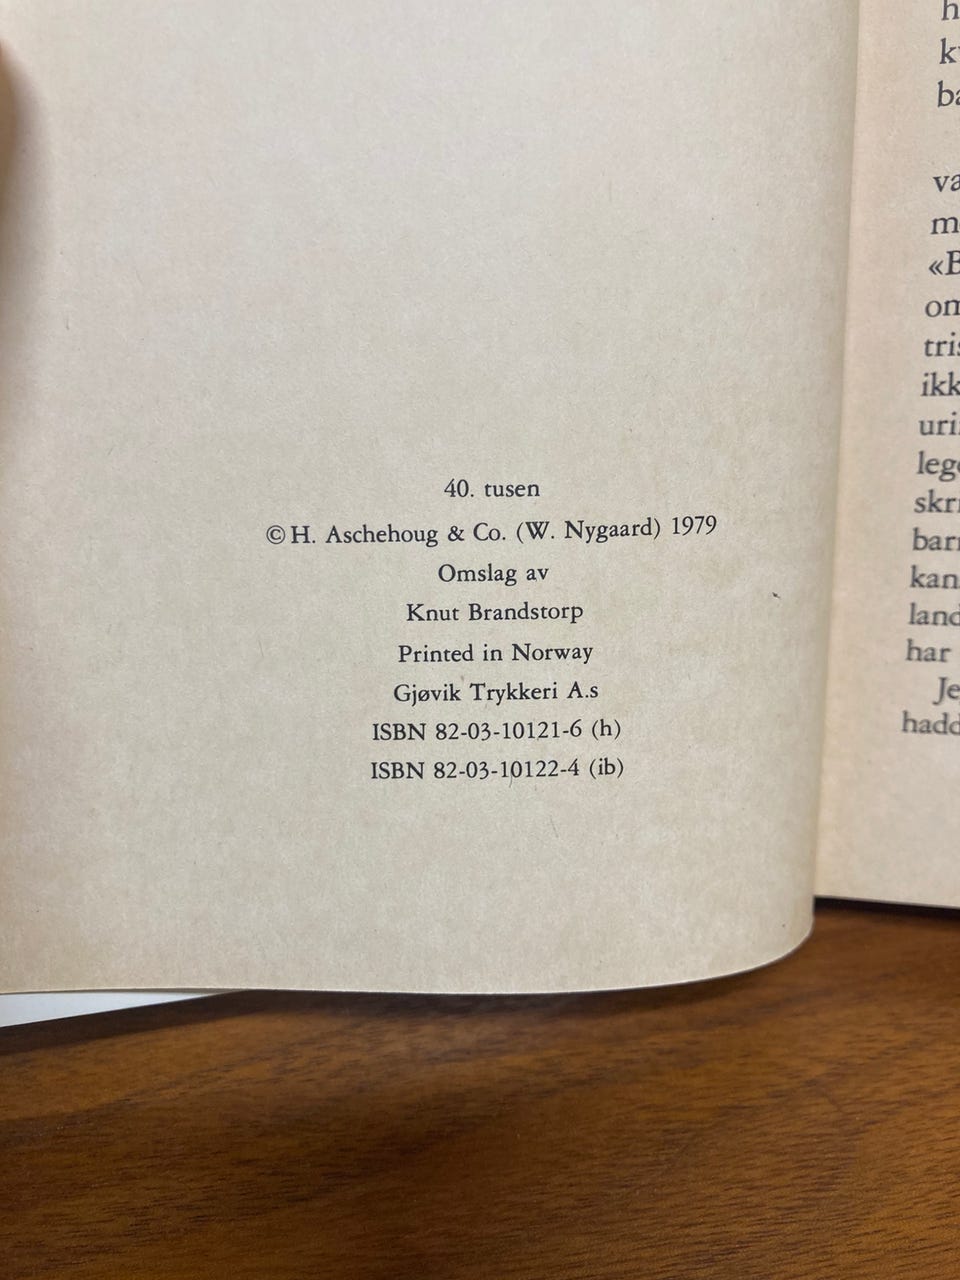 40. tusen
© H. Aschehoug & Co. (W. Nygaard) 1979
Omslag av
Knut Brandstorp
Printed in Norway
Gjøvik Trykkeri A.s
ISBN 82-03-10121-6 (h)
ISBN 82-03-10122-4 (ib)
har